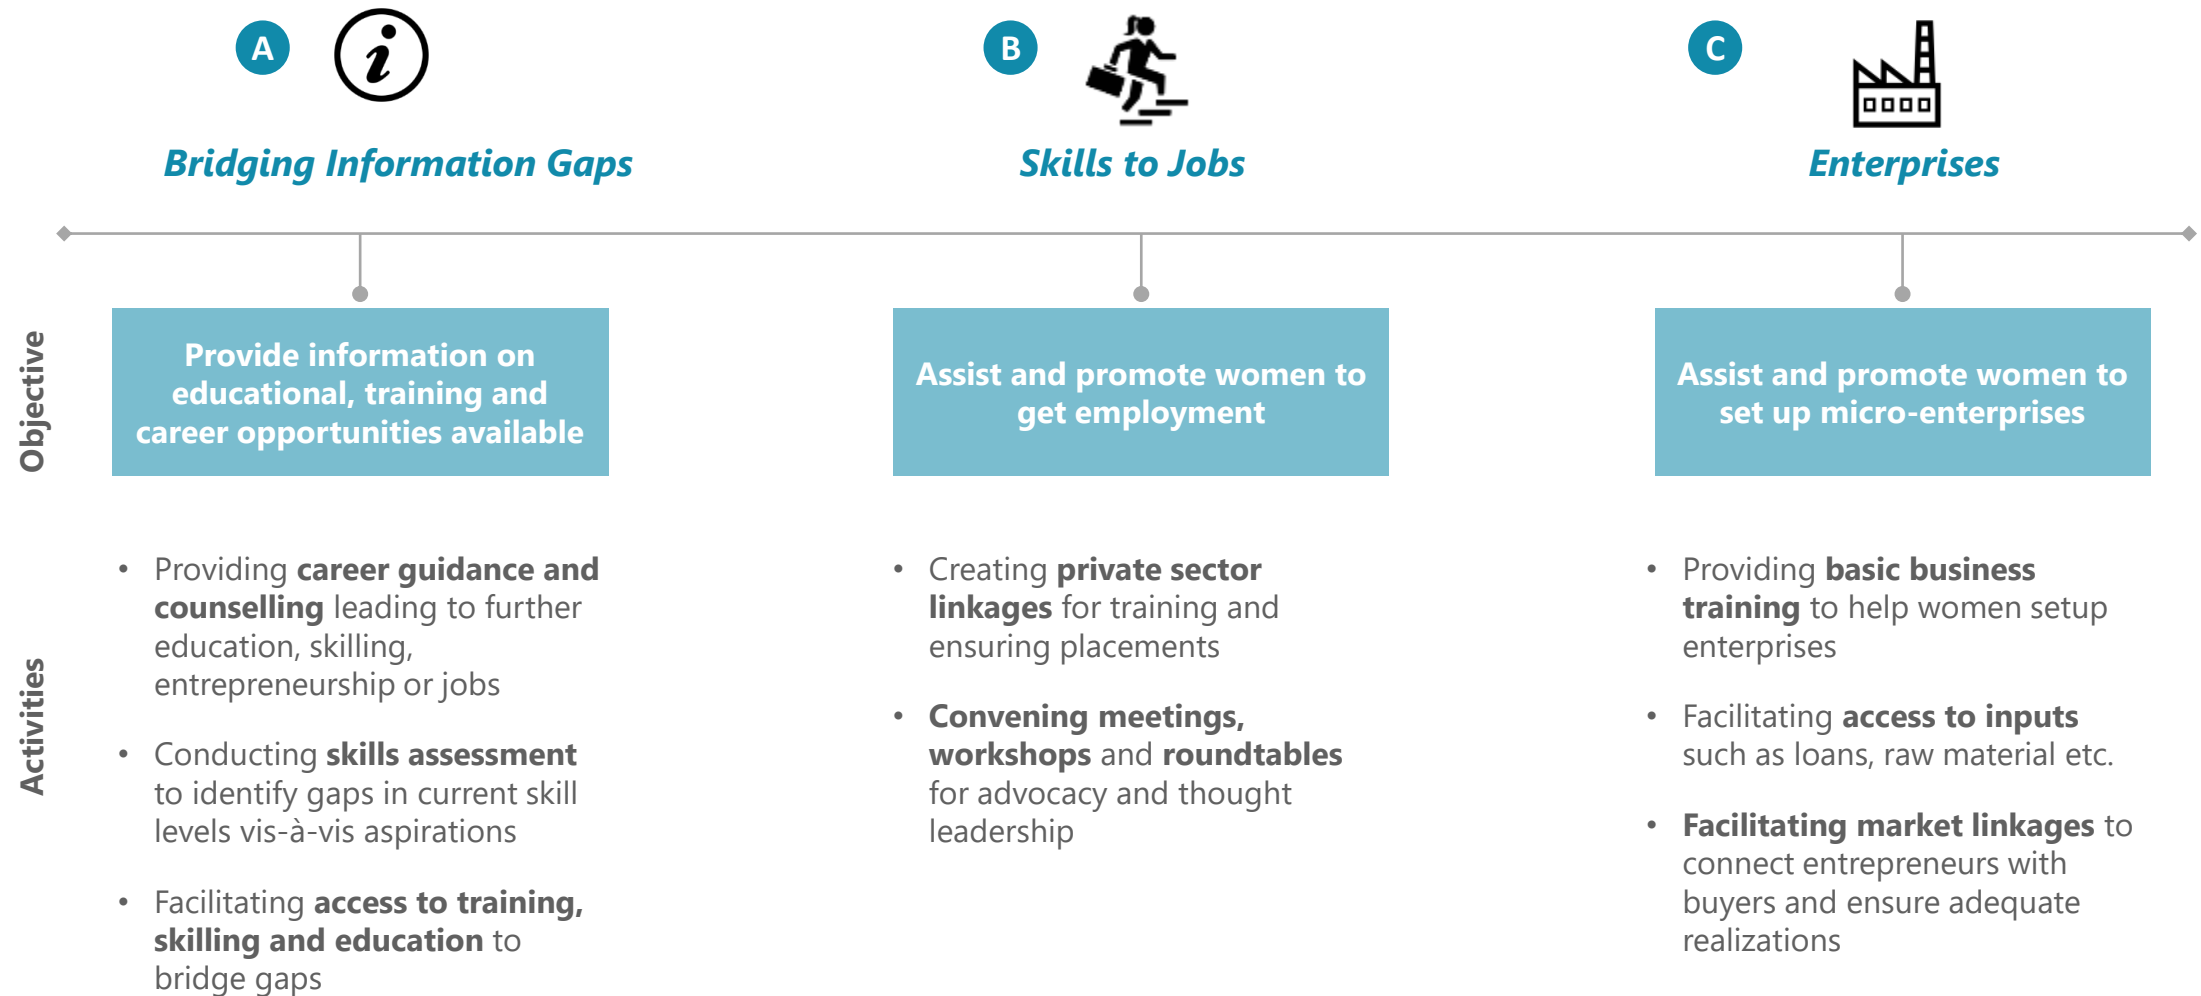 A
i
Bridging Information Gaps
B
Skills to Jobs
C
Enterprises
Objective
Provide information on
educational, training and
career opportunities available
Assist and promote women to
get employment
Assist and promote women to
set up micro-enterprises
Activities
• Providing career guidance and
counselling leading to further
education, skilling,
entrepreneurship or jobs
• Conducting skills assessment
to identify gaps in current skill
levels vis-à-vis aspirations
• Facilitating access to training,
skilling and education to
bridge gaps
• Creating private sector
linkages for training and
ensuring placements
• Convening meetings,
workshops and roundtables
for advocacy and thought
leadership
• Providing basic business
training to help women setup
enterprises
• Facilitating access to inputs
such as loans, raw material etc.
• Facilitating market linkages to
connect entrepreneurs with
buyers and ensure adequate
realizations